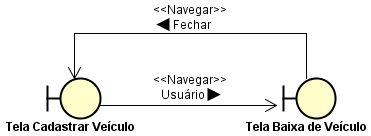 <<Navegar>>
◀ Fechar
<<Navegar>>
Usuário ▶
Tela Cadastrar Veículo
Tela Baixa de Veículo